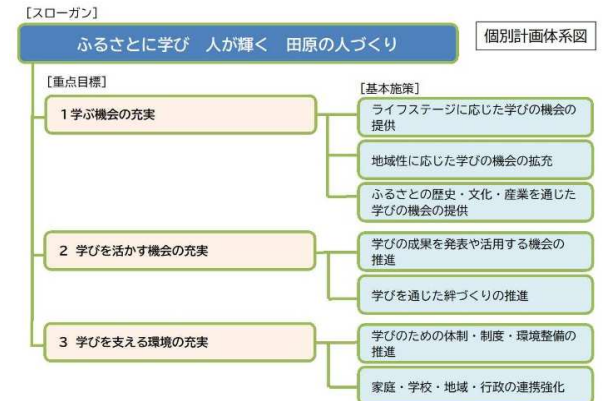 [スローガン]
ふるさとに学び 人が輝く 田原の人づくり
個別計画体系図
[重点目標]
[基本施策]
1学ぶ機会の充実
ライフステージに応じた学びの機会の
提供
地域性に応じた学びの機会の拡充
ふるさとの歴史・文化・産業を通じた
学びの機会の提供
2 学びを活かす機会の充実
学びの成果を発表や活用する機会の
推進
学びを通じた絆づくりの推進
3 学びを支える環境の充実
学びのための体制・制度・環境整備の
推進
家庭・学校・地域・行政の連携強化